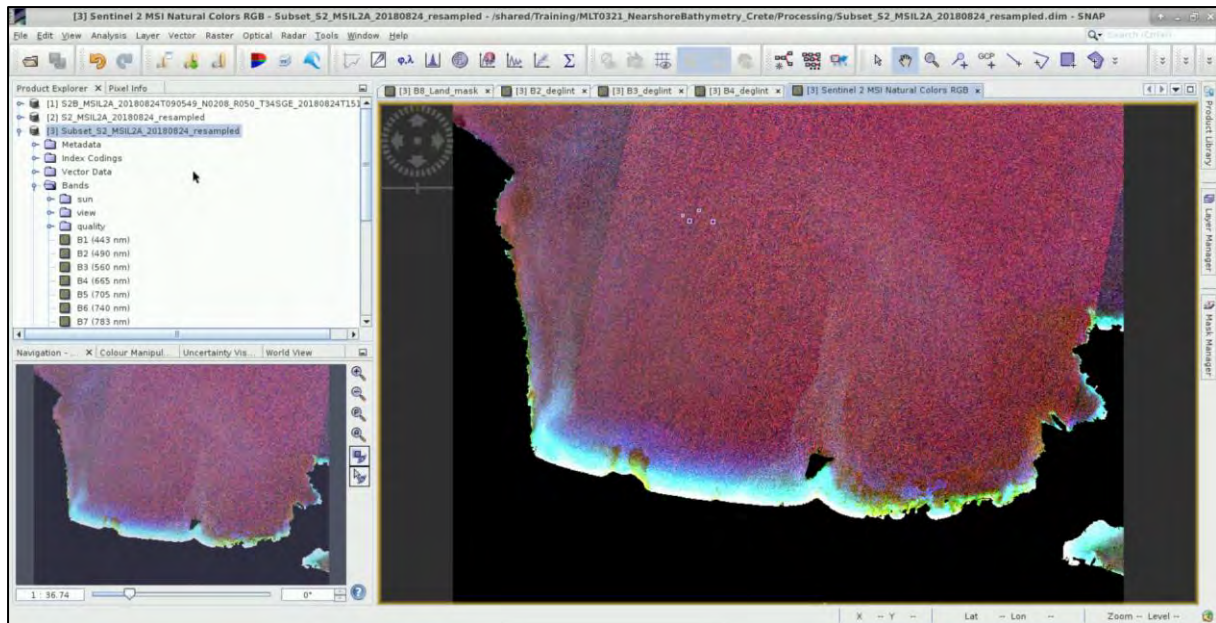 [3] Sentinel 2 MSI Natural Colors RGB - Subset_S2_MSIL2A_20180824_resampled - /shared/Training/MLT0321_NearshoreBathymetry_Crete/Processing/Subset_S2_MSIL2A_20180824_resampled.dim - SNAP
File Edit View Analysis Layer Vector Raster Optical Radar Tools Window Help
Search (Ctrl+I)
φ,λ Σ GCP
Product Explorer X Pixel Info
[1] S2B_MSIL2A_20180824T090549_N0208_R050_T34SGE_20180824T151
[2] S2_MSIL2A_20180824_resampled
[3] Subset_S2_MSIL2A_20180824_resampled
Metadata
Index Codings
Vector Data
Bands
sun
view
quality
B1 (443 nm)
B2 (490 nm)
B3 (560 nm)
B4 (665 nm)
B5 (705 nm)
B6 (740 nm)
B7 (783 nm)
[3] B8_Land_mask x [3] B2_deglint x [3] B3_deglint x [3] B4_deglint x [3] Sentinel 2 MSI Natural Colors RGB x
Product Library
Layer Manager
Mask Manager
Navigation - ... X Colour Manipul... Uncertainty Vis... World View
1 : 36.74
0°
X -- Y -- Lat -- Lon -- Zoom -- Level --